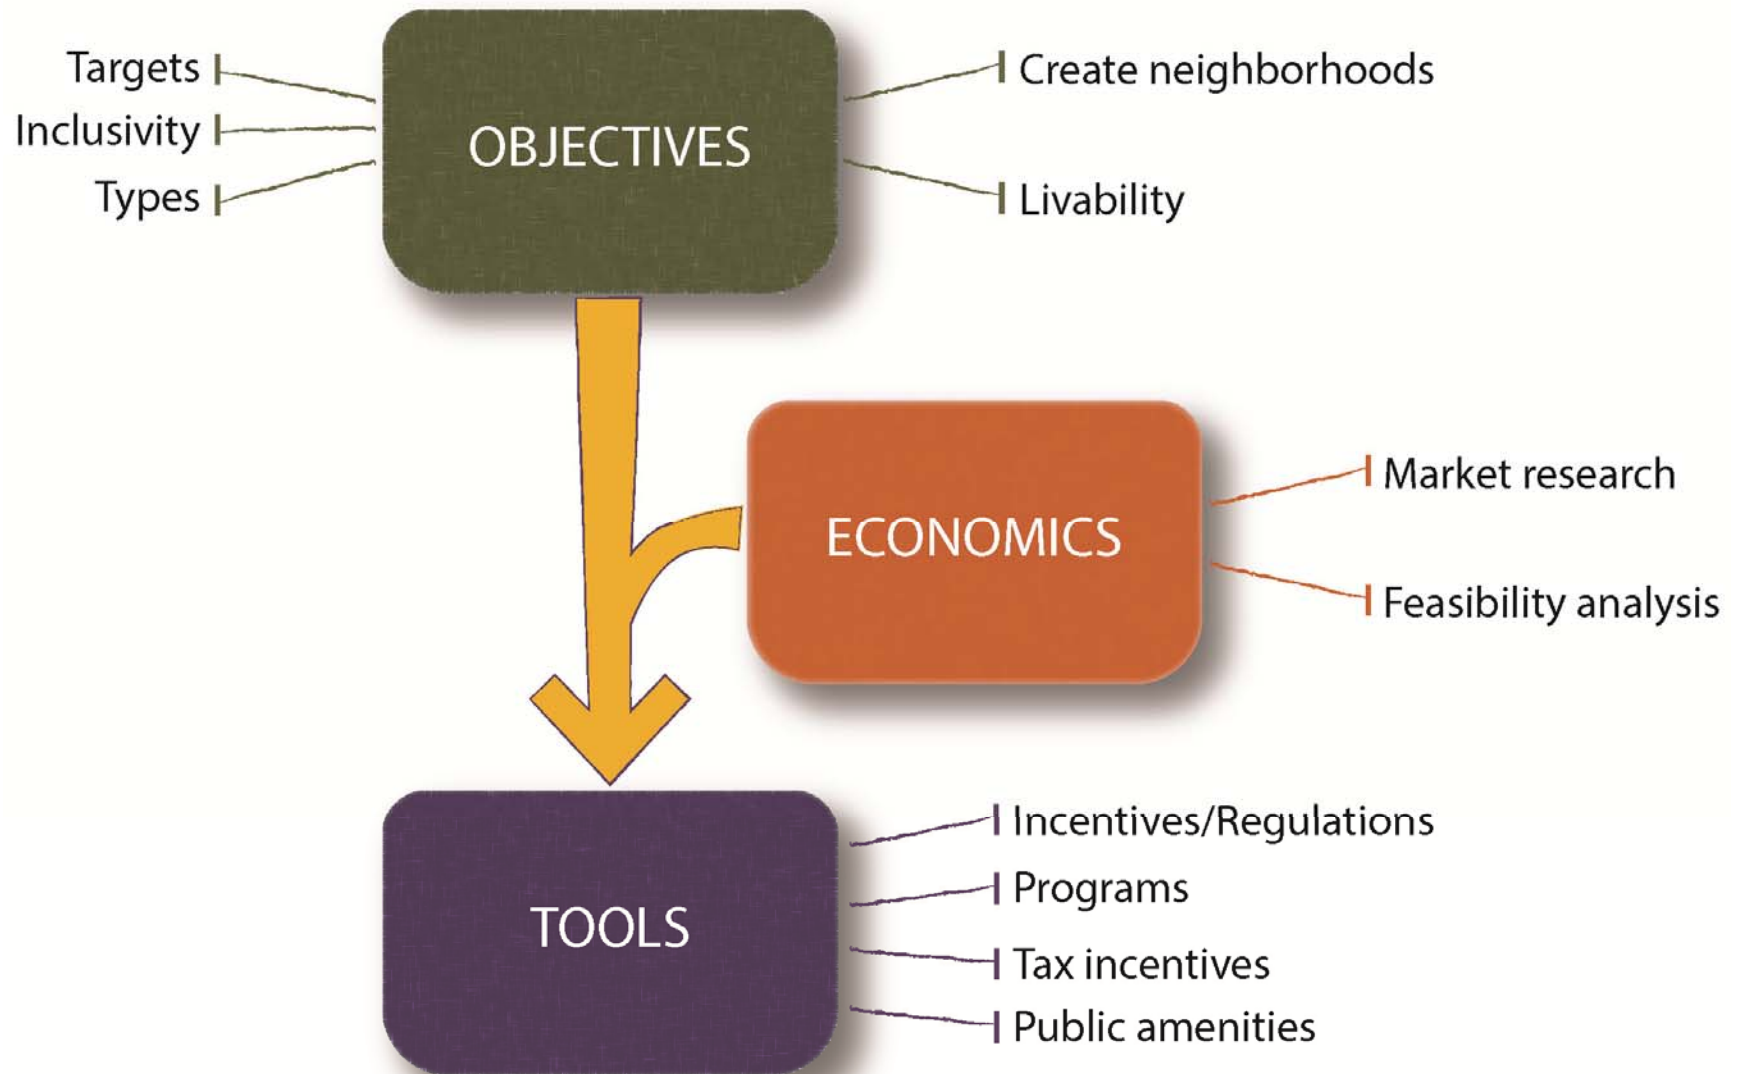 Targets
Inclusivity
Types
OBJECTIVES
Create neighborhoods
Livability
ECONOMICS
Market research
Feasibility analysis
TOOLS
Incentives/Regulations
Programs
Tax incentives
Public amenities